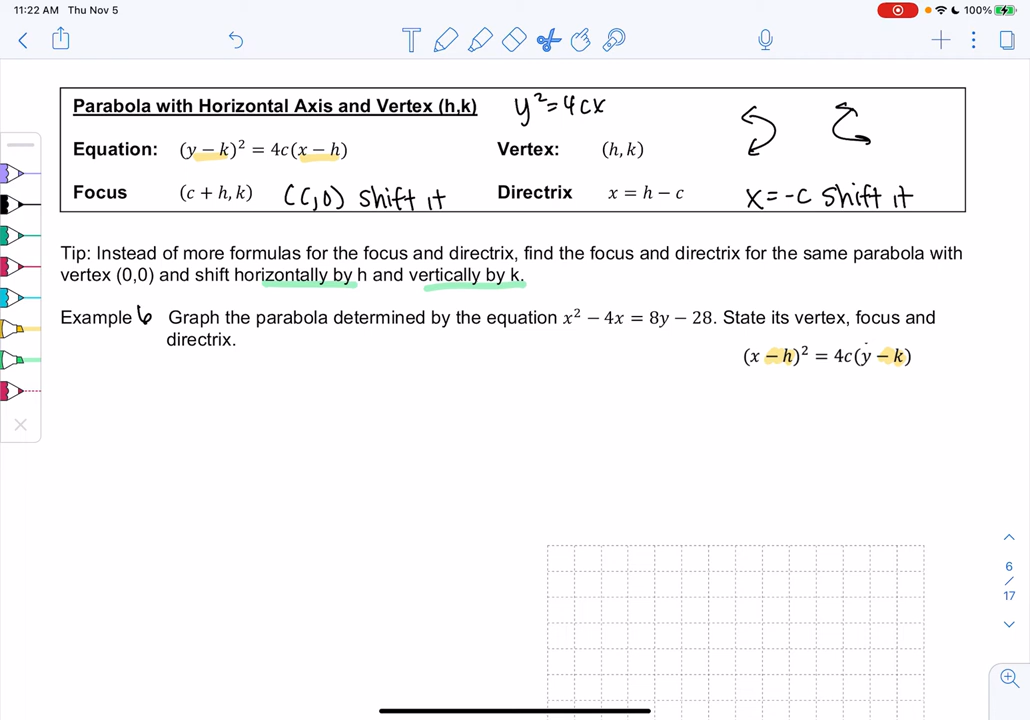 11:22 AM Thu Nov 5
100%
Parabola with Horizontal Axis and Vertex (h,k) y² = 4cx
Equation: (y − k)² = 4c(x − h) Vertex: (h, k)
Focus (c + h, k) (c,0) shift it Directrix x = h − c x = -c shift it
Tip: Instead of more formulas for the focus and directrix, find the focus and directrix for the same parabola with
vertex (0,0) and shift horizontally by h and vertically by k.
Example 6 Graph the parabola determined by the equation x² − 4x = 8y − 28. State its vertex, focus and
directrix.
(x − h)² = 4c(y − k)
6
/
17